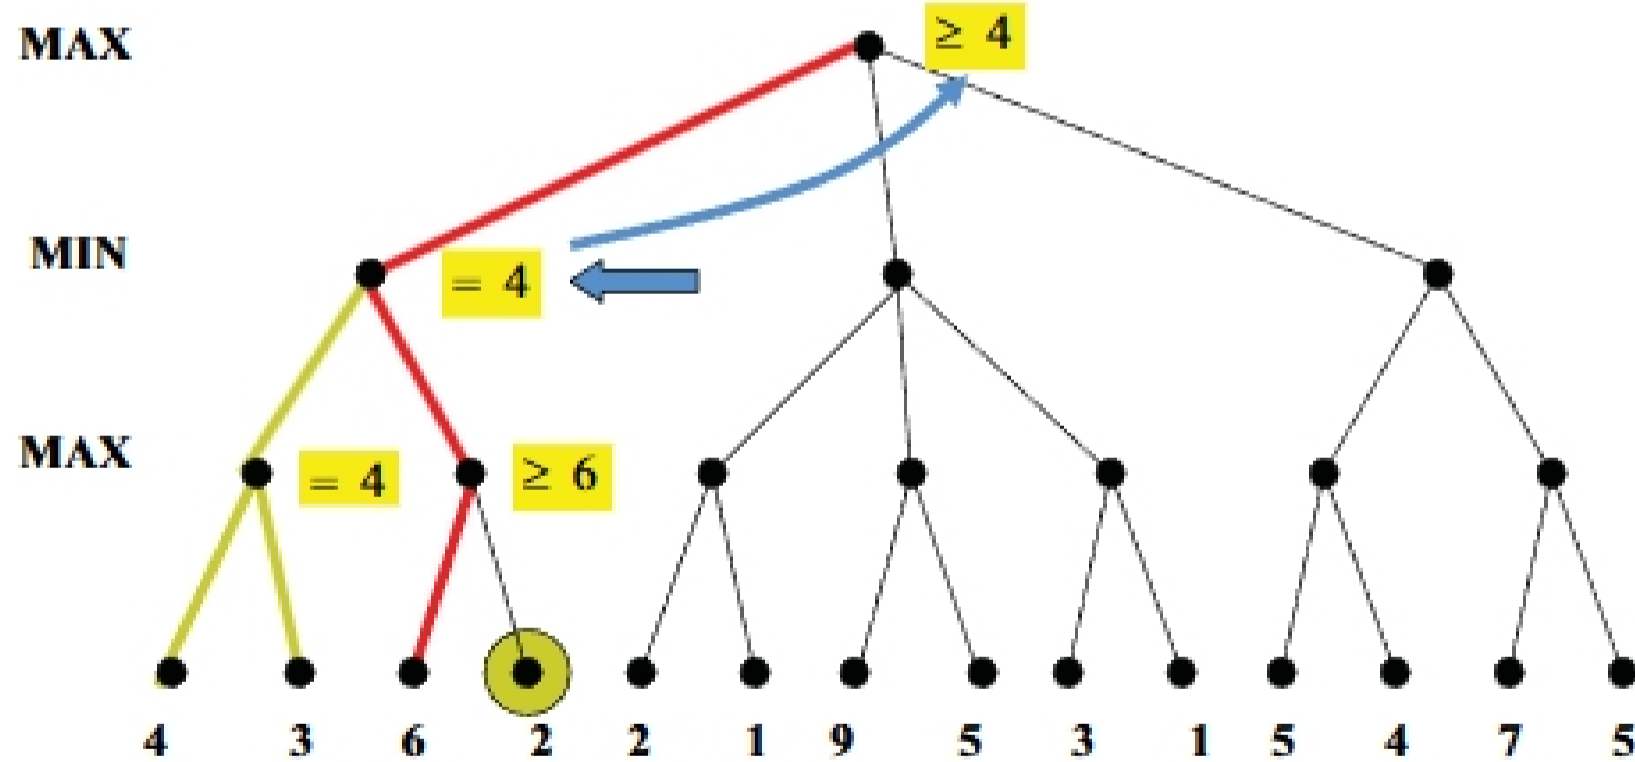 MAX ≥ 4
MIN = 4
MAX = 4 ≥ 6
4 3 6 2 2 1 9 5 3 1 5 4 7 5